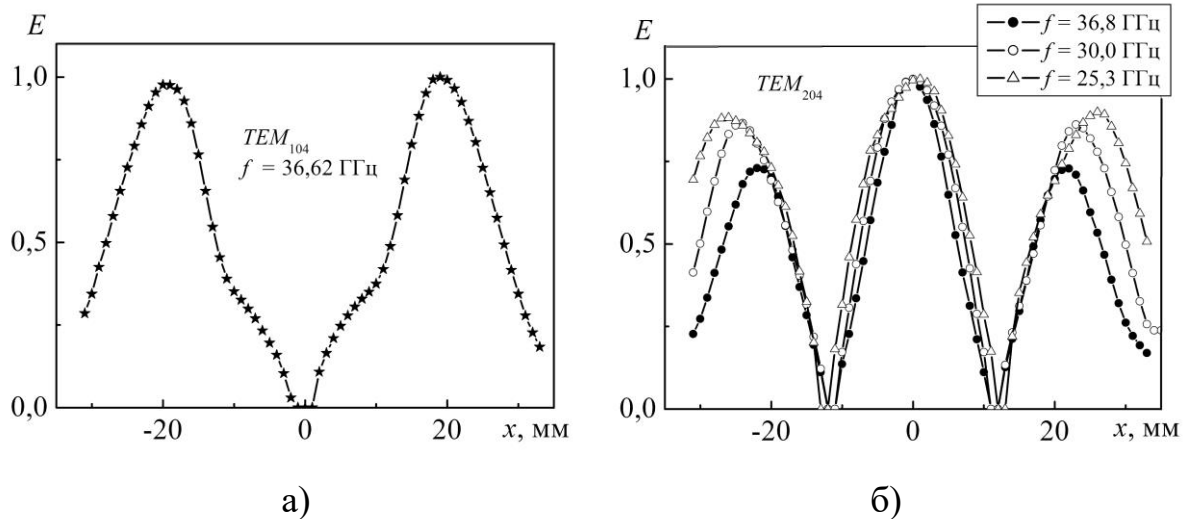 E
1,0
0,5
0,0
TEM104
f = 36,62 ГГц
-20
0
20
x, мм
а)
E
1,0
0,5
0,0
TEM204
f = 36,8 ГГц
f = 30,0 ГГц
f = 25,3 ГГц
-20
0
20
x, мм
б)